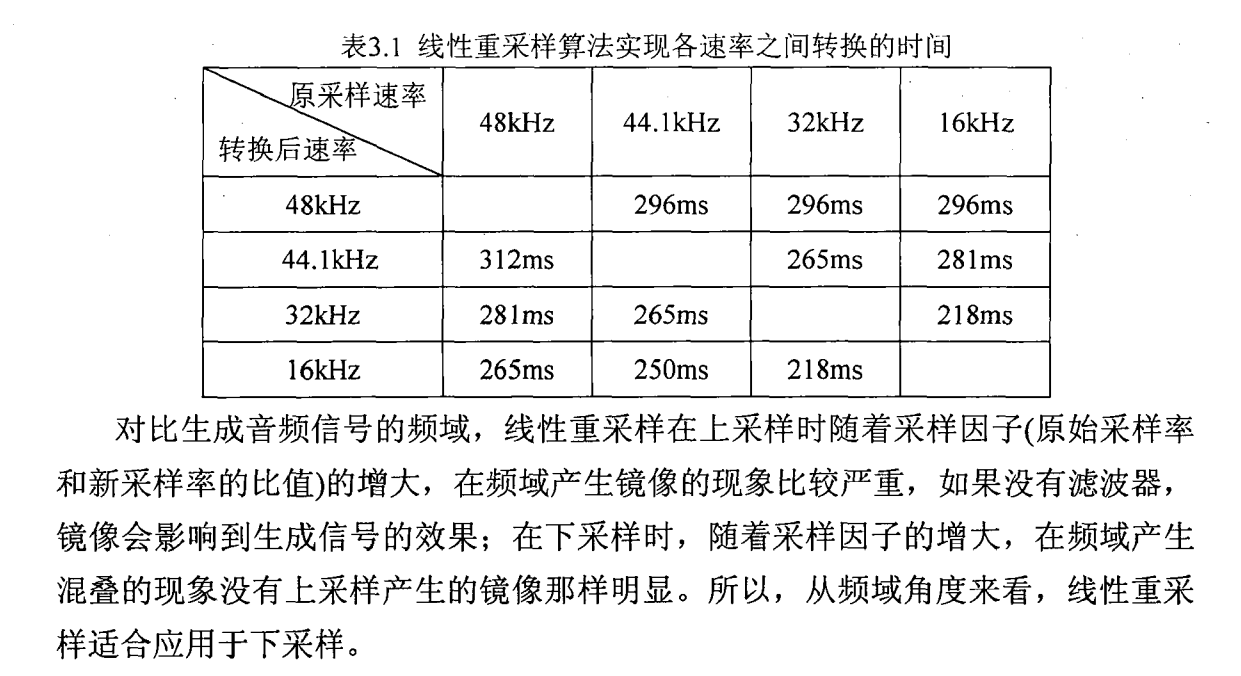 表3.1 线性重采样算法实现各速率之间转换的时间
原采样速率
转换后速率 48kHz 44.1kHz 32kHz 16kHz
48kHz 296ms 296ms 296ms
44.1kHz 312ms 265ms 281ms
32kHz 281ms 265ms 218ms
16kHz 265ms 250ms 218ms
对比生成音频信号的频域，线性重采样在上采样时随着采样因子(原始采样率
和新采样率的比值)的增大，在频域产生镜像的现象比较严重，如果没有滤波器，
镜像会影响到生成信号的效果；在下采样时，随着采样因子的增大，在频域产生
混叠的现象没有上采样产生的镜像那样明显。所以，从频域角度来看，线性重采
样适合应用于下采样。